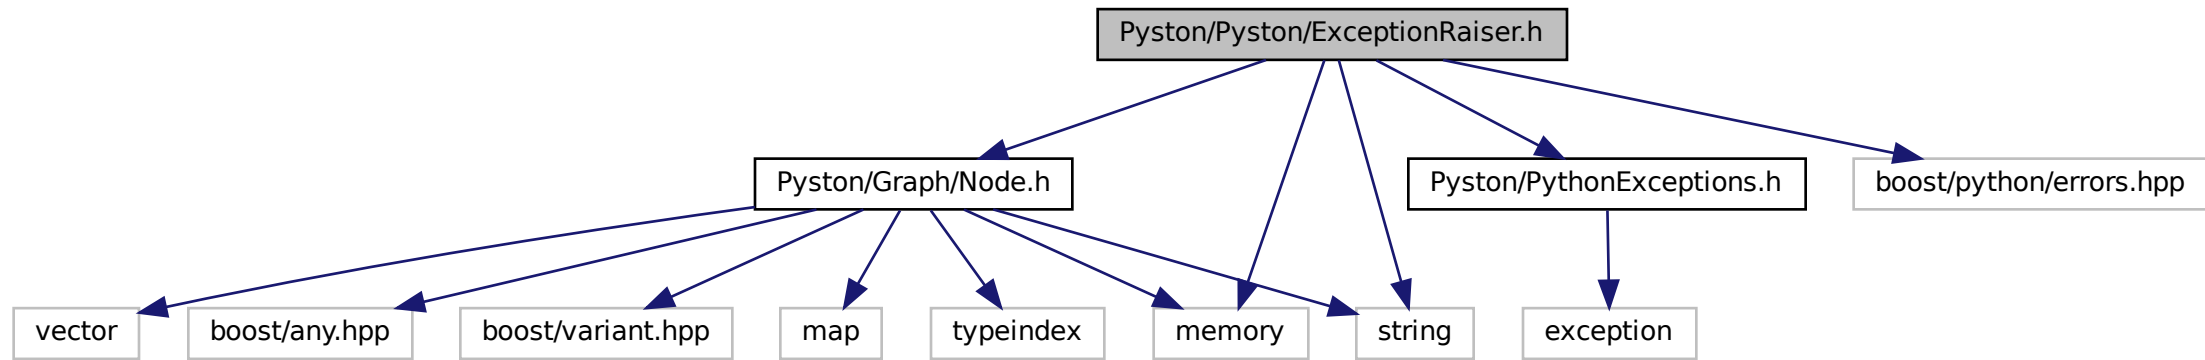 Pyston/Pyston/ExceptionRaiser.h
Pyston/Graph/Node.h
Pyston/PythonExceptions.h
boost/python/errors.hpp
vector
boost/any.hpp
boost/variant.hpp
map
typeindex
memory
string
exception